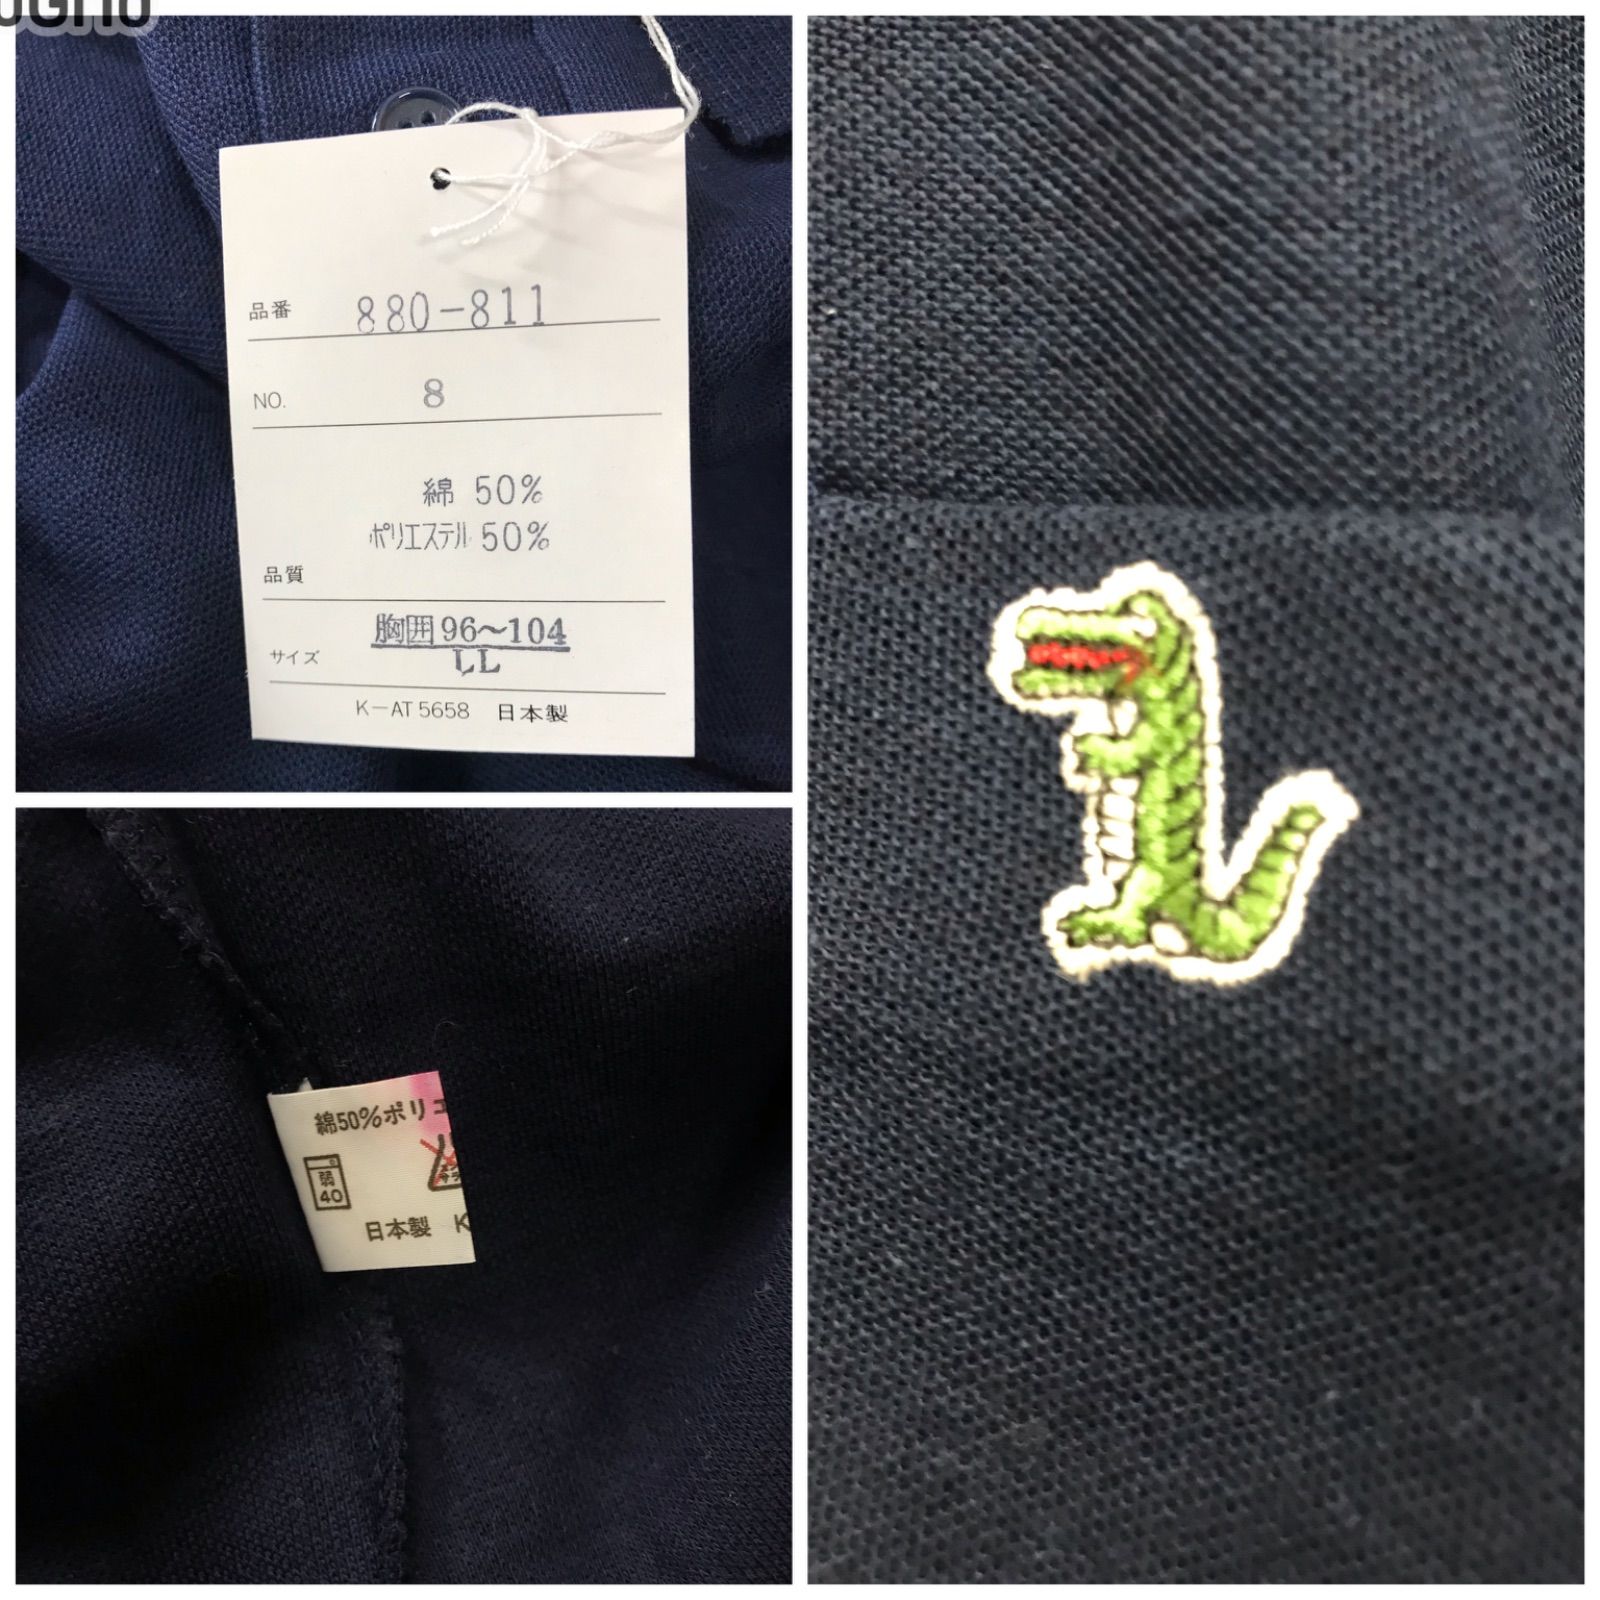 品番 880-811
NO. 8
綿 50%
ポリエステル 50%
品質
胸囲 96〜104
サイズ LL
K-AT 5658 日本製
綿50%ポリエ
弱
40
日本製 K